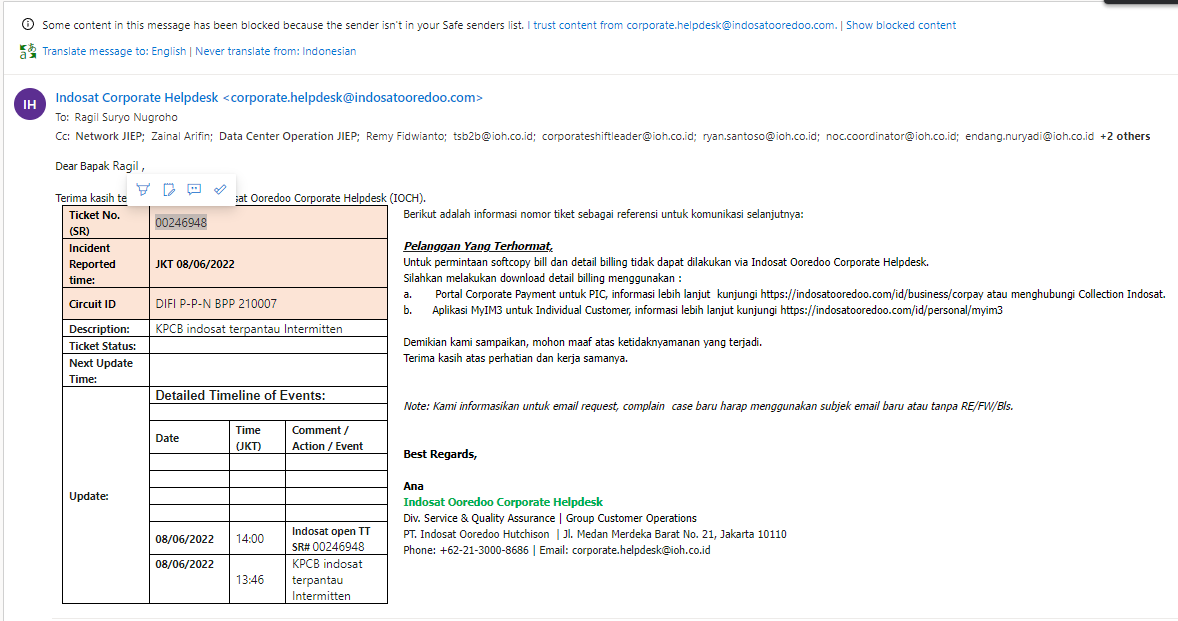 Some content in this message has been blocked because the sender isn't in your Safe senders list. I trust content from corporate.helpdesk@indosatooredoo.com. | Show blocked content
Translate message to: English | Never translate from: Indonesian
IH
Indosat Corporate Helpdesk <corporate.helpdesk@indosatooredoo.com>
To: Ragil Suryo Nugroho
Cc: Network JIEP; Zainal Arifin; Data Center Operation JIEP; Remy Fidwianto; tsb2b@ioh.co.id; corporateshiftleader@ioh.co.id; ryan.santoso@ioh.co.id; noc.coordinator@ioh.co.id; endang.nuryadi@ioh.co.id +2 others
Dear Bapak Ragil ,
Terima kasih te sat Ooredoo Corporate Helpdesk (IOCH).
Ticket No.
(SR)
00246948
Incident
Reported
time:
JKT 08/06/2022
Circuit ID
DIFI P-P-N BPP 210007
Description:
KPCB indosat terpantau Intermitten
Ticket Status:
Next Update
Time:
Update:
Detailed Timeline of Events:
Date
Time
(JKT)
Comment /
Action / Event
08/06/2022
14:00
Indosat open TT
SR# 00246948
08/06/2022
13:46
KPCB indosat
terpantau
Intermitten
Berikut adalah informasi nomor tiket sebagai referensi untuk komunikasi selanjutnya:
Pelanggan Yang Terhormat,
Untuk permintaan softcopy bill dan detail billing tidak dapat dilakukan via Indosat Ooredoo Corporate Helpdesk.
Silahkan melakukan download detail billing menggunakan :
a. Portal Corporate Payment untuk PIC, informasi lebih lanjut kunjungi https://indosatooredoo.com/id/business/corpay atau menghubungi Collection Indosat.
b. Aplikasi MyIM3 untuk Individual Customer, informasi lebih lanjut kunjungi https://indosatooredoo.com/id/personal/myim3
Demikian kami sampaikan, mohon maaf atas ketidaknyamanan yang terjadi.
Terima kasih atas perhatian dan kerja samanya.
Note: Kami informasikan untuk email request, complain case baru harap menggunakan subjek email baru atau tanpa RE/FW/Bls.
Best Regards,
Ana
Indosat Ooredoo Corporate Helpdesk
Div. Service & Quality Assurance | Group Customer Operations
PT. Indosat Ooredoo Hutchison | Jl. Medan Merdeka Barat No. 21, Jakarta 10110
Phone: +62-21-3000-8686 | Email: corporate.helpdesk@ioh.co.id